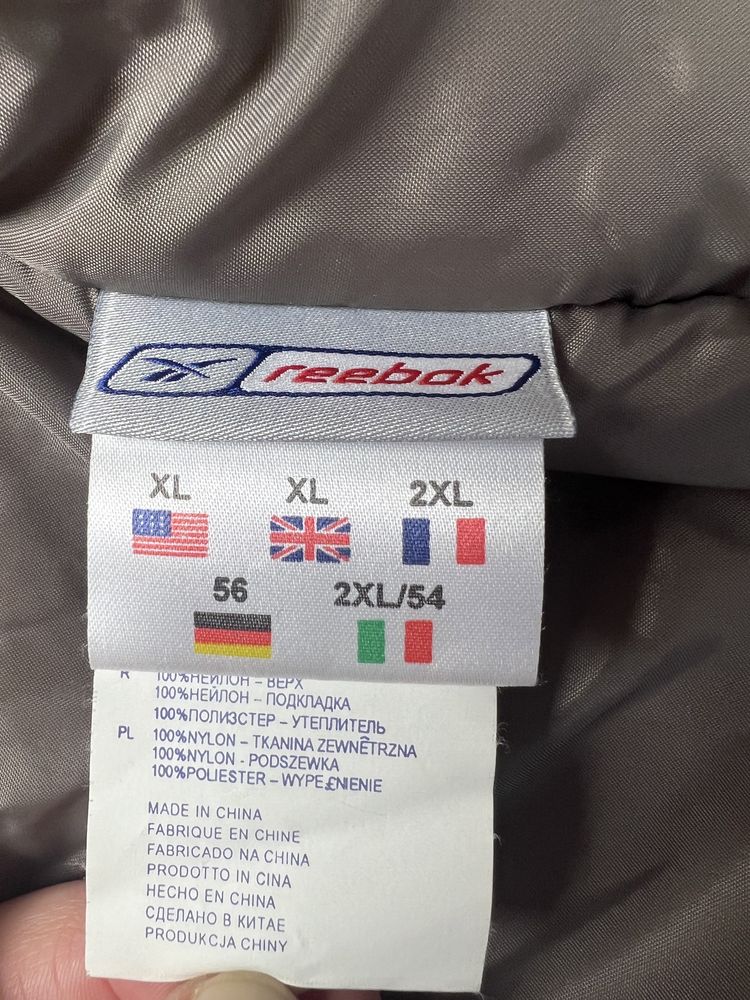 reebok
XL XL 2XL
56 2XL/54
R 100%НЕЙЛОН – ВЕРХ
100%НЕЙЛОН – ПОДКЛАДКА
100%ПОЛИЭСТЕР – УТЕПЛИТЕЛЬ
PL 100%NYLON – TKANINA ZEWNĘTRZNA
100%NYLON - PODSZEWKA
100%POLIESTER – WYPE£NIENIE
MADE IN CHINA
FABRIQUE EN CHINE
FABRICADO NA CHINA
PRODOTTO IN CINA
HECHO EN CHINA
СДЕЛАНО В КИТАЕ
PRODUKCJA CHINY